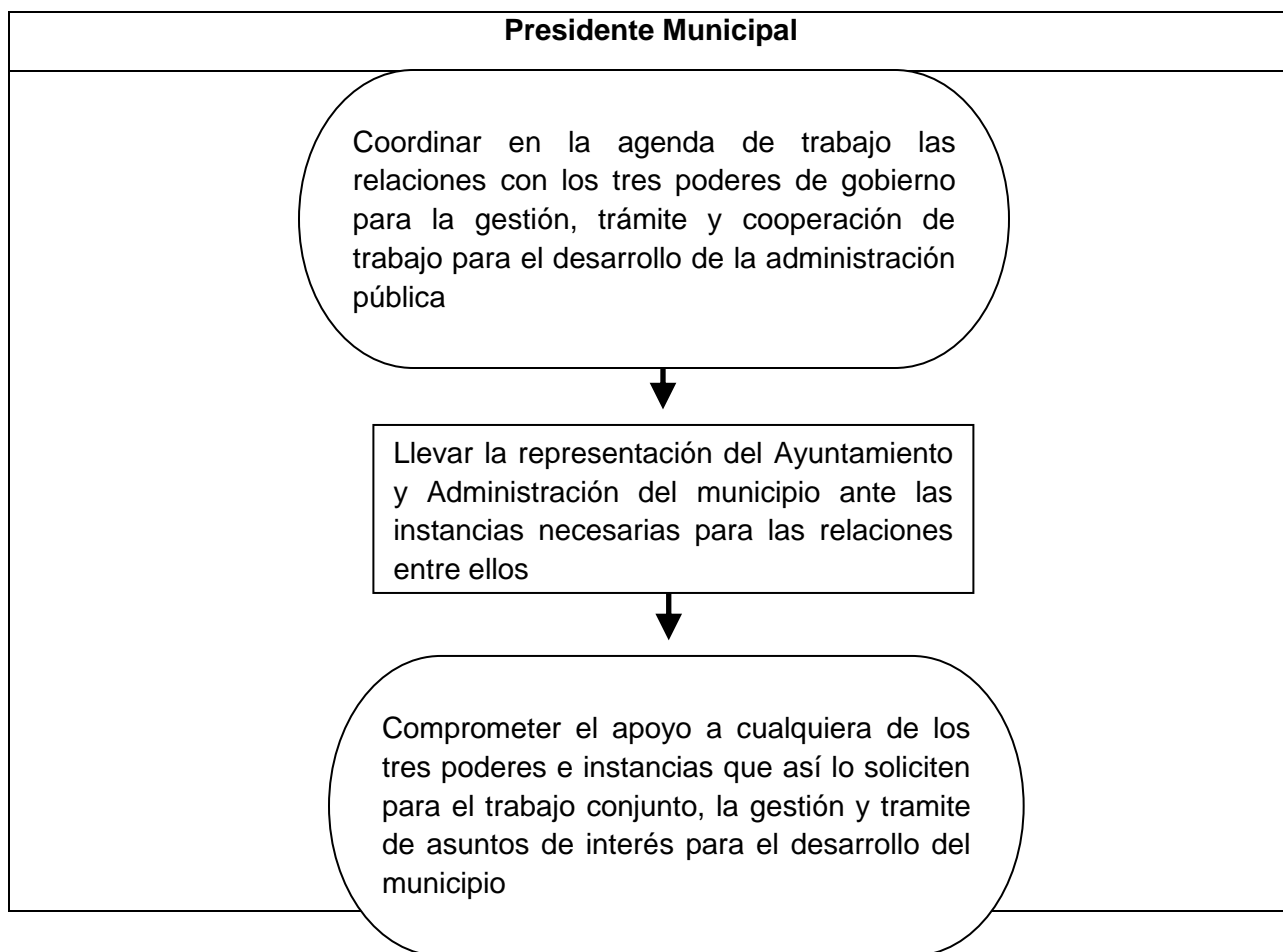 Presidente Municipal
Coordinar en la agenda de trabajo las
relaciones con los tres poderes de gobierno
para la gestión, trámite y cooperación de
trabajo para el desarrollo de la administración
pública
Llevar la representación del Ayuntamiento
y Administración del municipio ante las
instancias necesarias para las relaciones
entre ellos
Comprometer el apoyo a cualquiera de los
tres poderes e instancias que así lo soliciten
para el trabajo conjunto, la gestión y tramite
de asuntos de interés para el desarrollo del
municipio